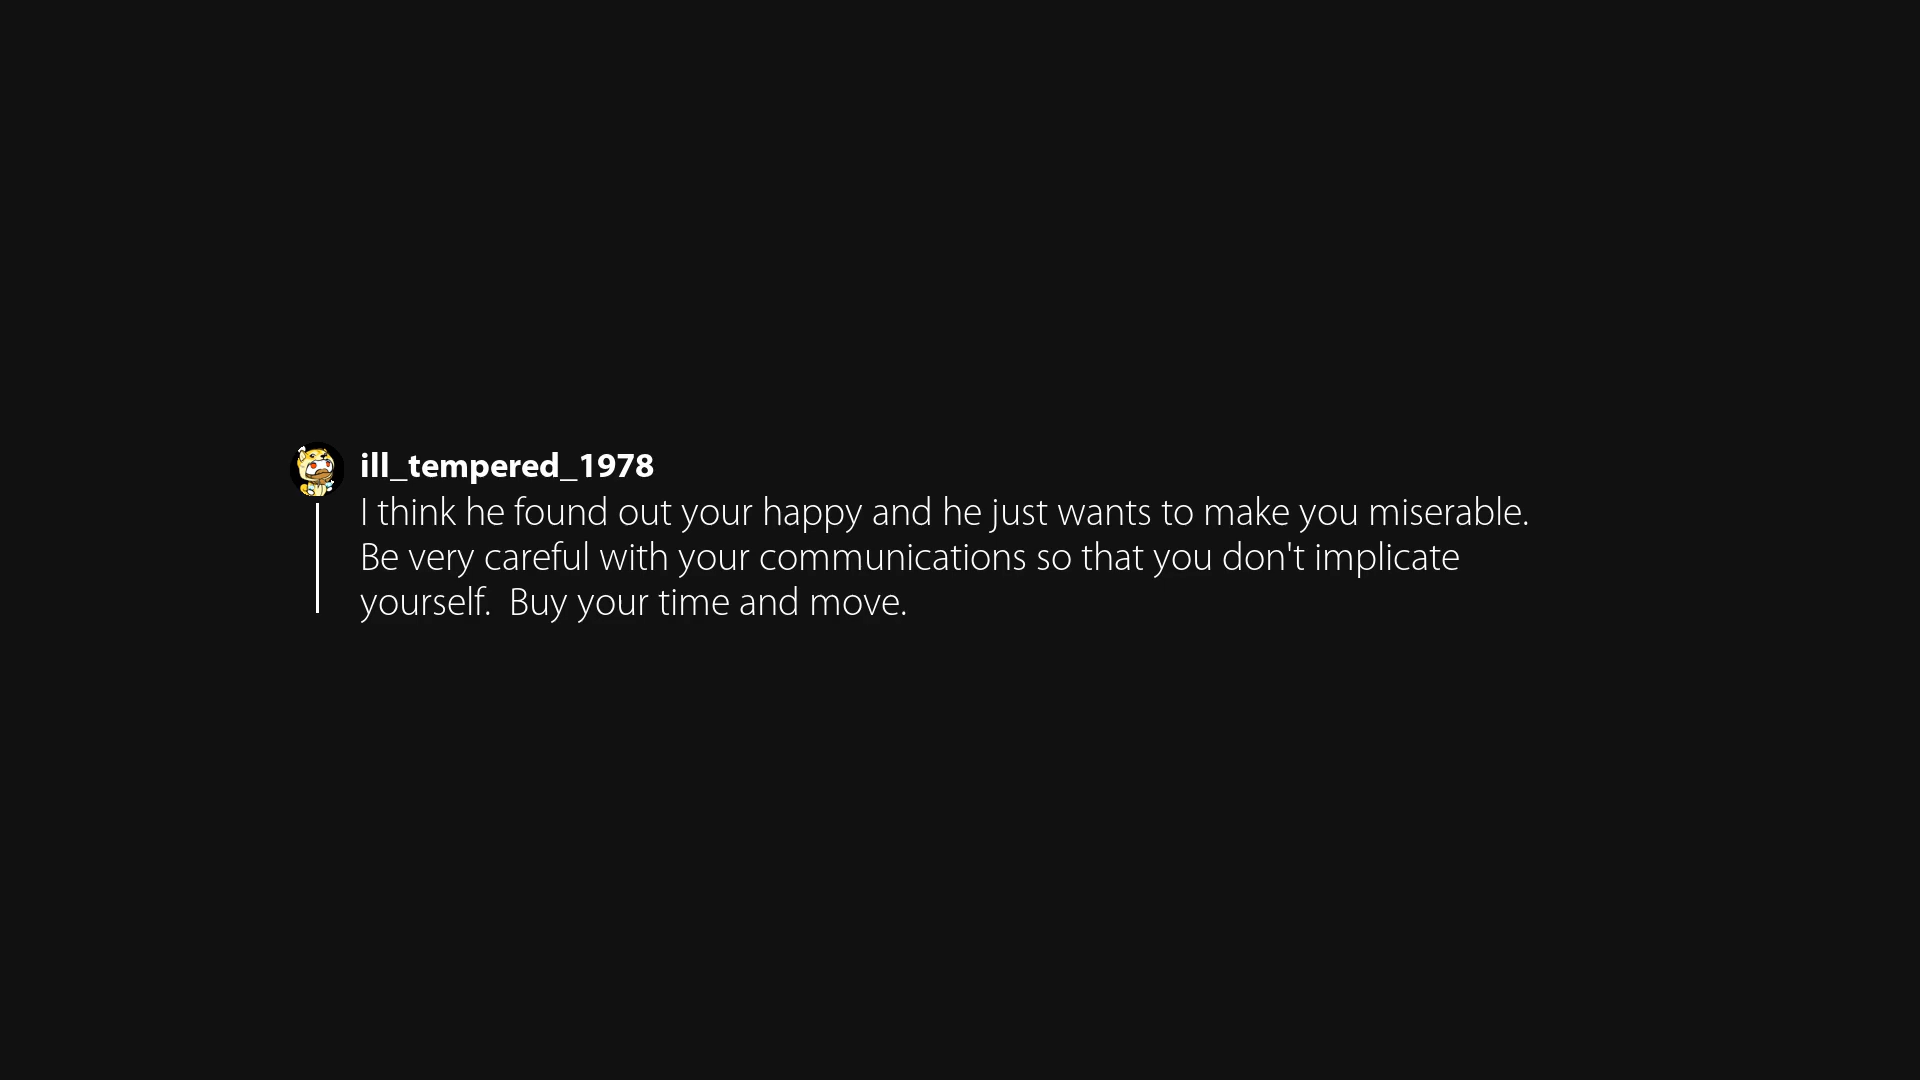 ill_tempered_1978
I think he found out your happy and he just wants to make you miserable.
Be very careful with your communications so that you don't implicate
yourself.  Buy your time and move.